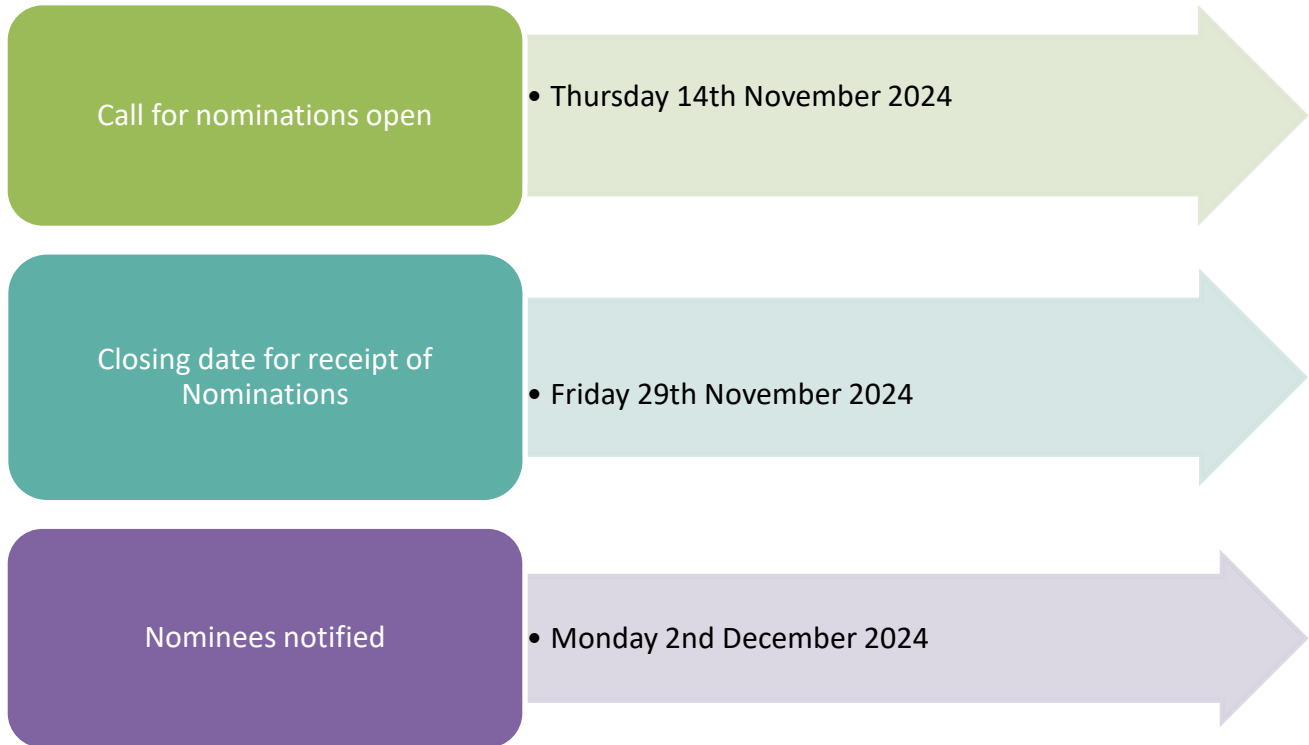 Call for nominations open
• Thursday 14th November 2024
Closing date for receipt of
Nominations
• Friday 29th November 2024
Nominees notified
• Monday 2nd December 2024